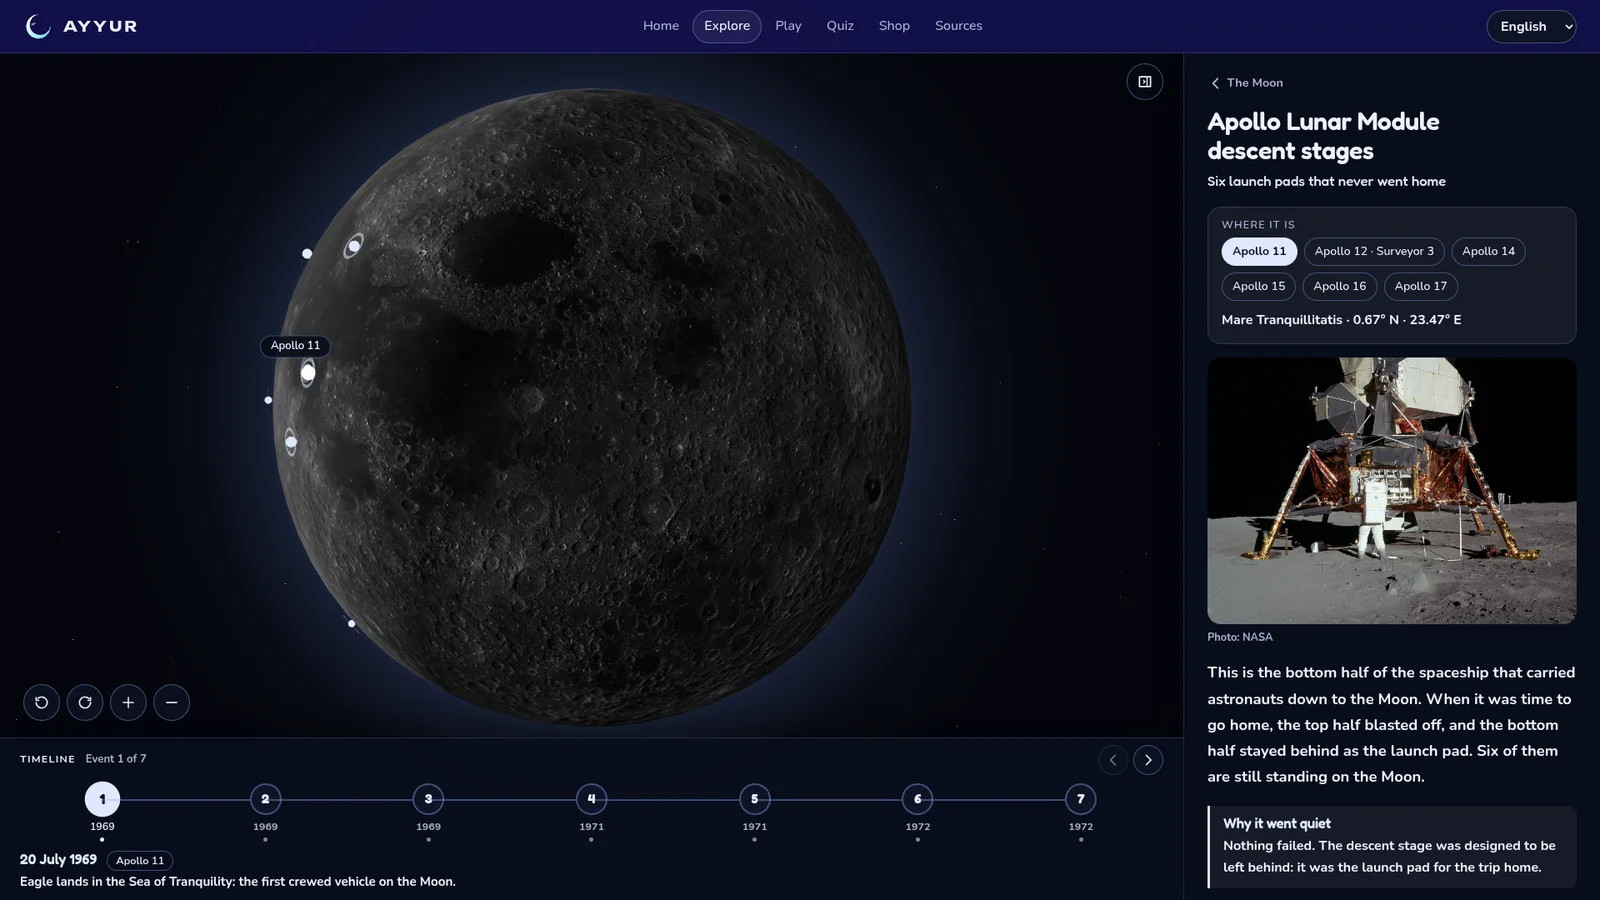 AYYUR
Home
Explore
Play
Quiz
Shop
Sources
English
Apollo 11
TIMELINE
Event 1 of 7
1
2
3
4
5
6
7
1969
1969
1969
1971
1971
1972
1972
20 July 1969
Apollo 11
Eagle lands in the Sea of Tranquility: the first crewed vehicle on the Moon.
The Moon
Apollo Lunar Module
descent stages
Six launch pads that never went home
WHERE IT IS
Apollo 11
Apollo 12 · Surveyor 3
Apollo 14
Apollo 15
Apollo 16
Apollo 17
Mare Tranquillitatis · 0.67° N · 23.47° E
Photo: NASA
This is the bottom half of the spaceship that carried
astronauts down to the Moon. When it was time to
go home, the top half blasted off, and the bottom
half stayed behind as the launch pad. Six of them
are still standing on the Moon.
Why it went quiet
Nothing failed. The descent stage was designed to be
left behind: it was the launch pad for the trip home.